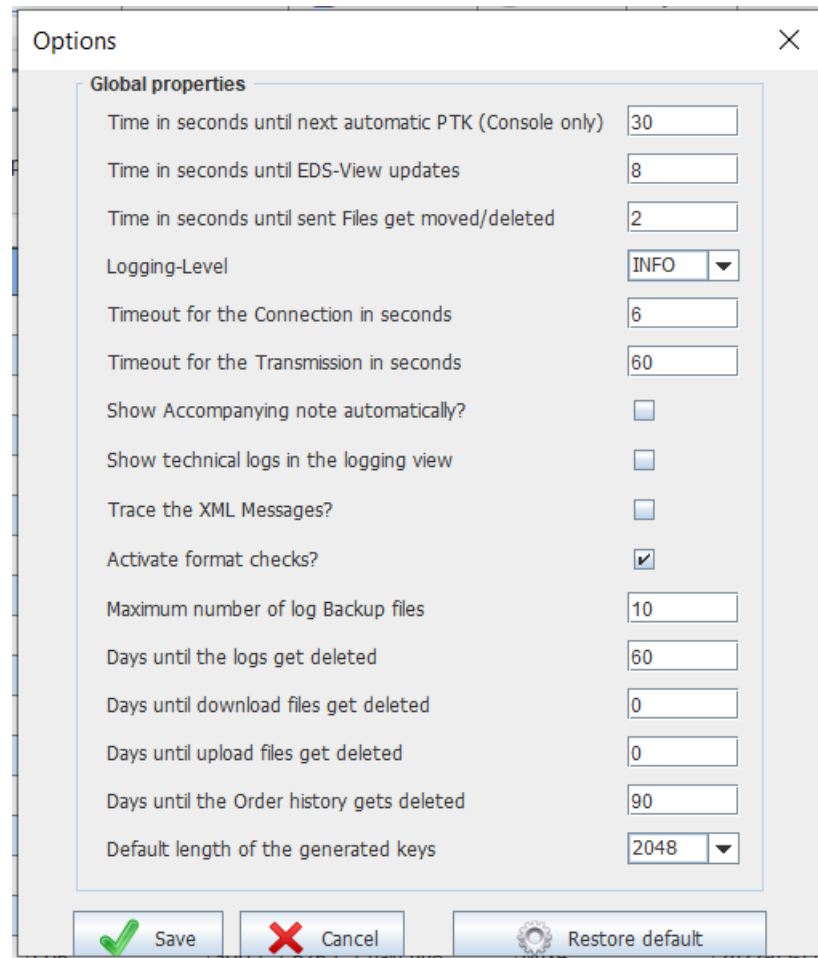 Options
Global properties
Time in seconds until next automatic PTK (Console only) 30
Time in seconds until EDS-View updates 8
Time in seconds until sent Files get moved/deleted 2
Logging-Level INFO
Timeout for the Connection in seconds 6
Timeout for the Transmission in seconds 60
Show Accompanying note automatically?
Show technical logs in the logging view
Trace the XML Messages?
Activate format checks?
Maximum number of log Backup files 10
Days until the logs get deleted 60
Days until download files get deleted 0
Days until upload files get deleted 0
Days until the Order history gets deleted 90
Default length of the generated keys 2048
Save Cancel Restore default